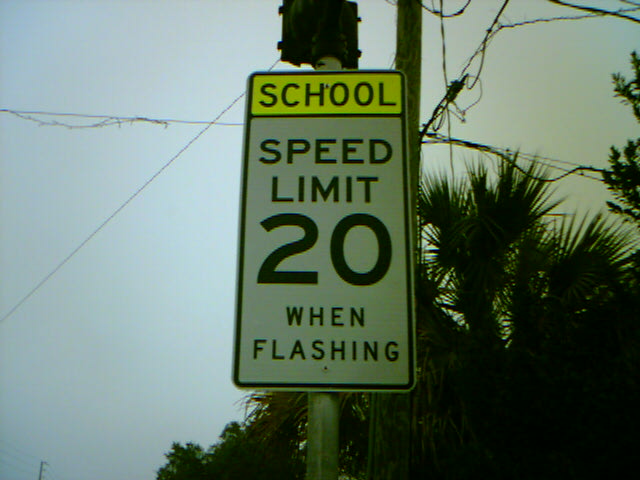 SCHOOL
SPEED
LIMIT
20
WHEN
FLASHING